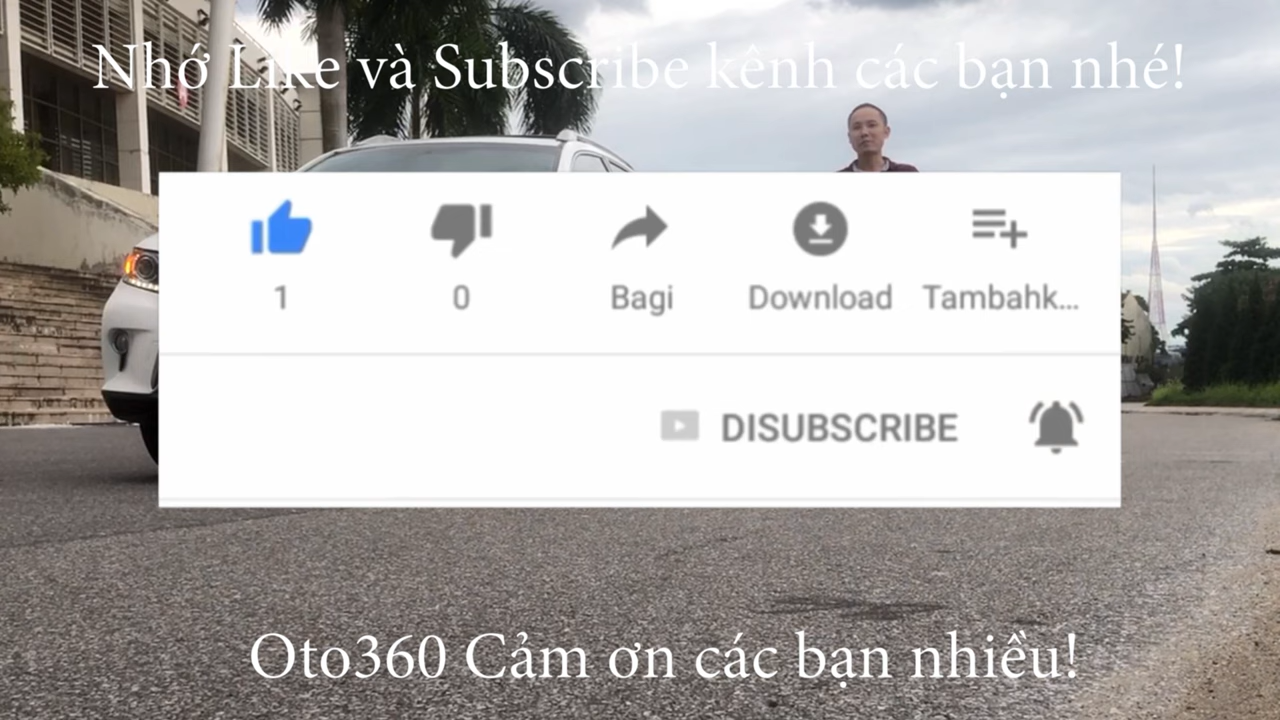 Nhớ Like và Subscribe kênh các bạn nhé!
1 0 Bagi Download Tambahk...
DISUBSCRIBE
Oto360 Cảm ơn các bạn nhiều!